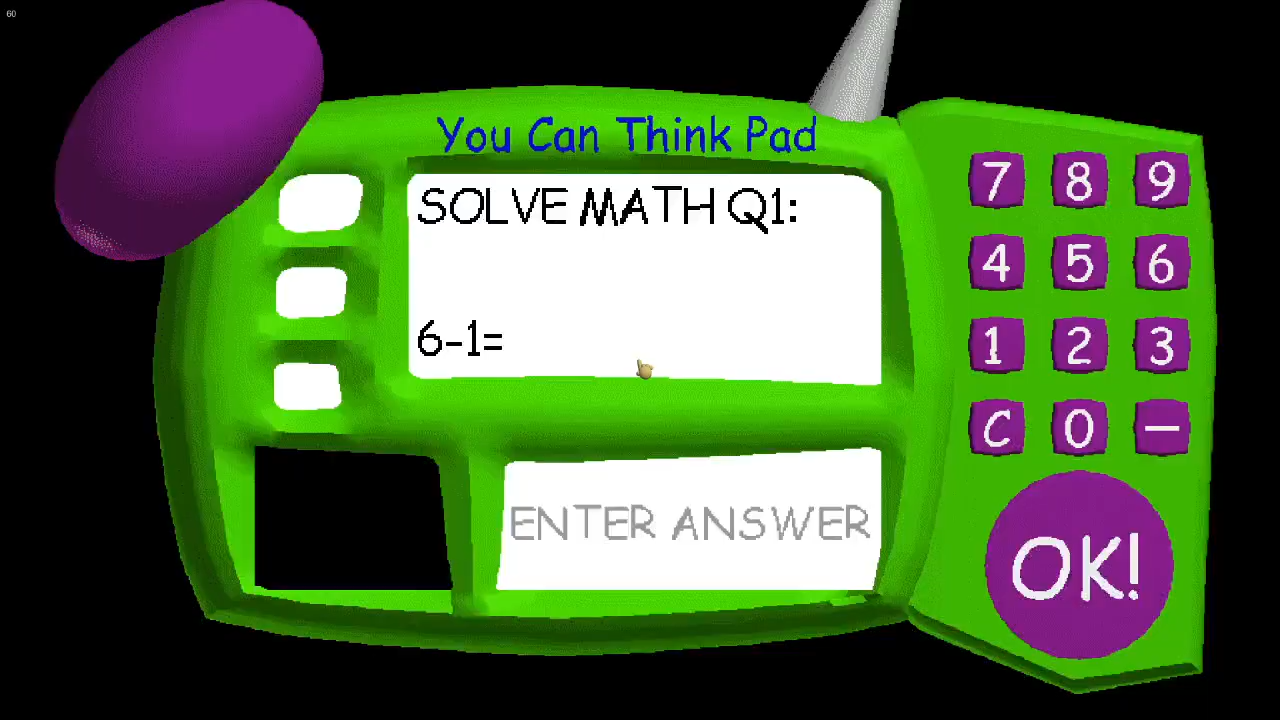 60
You Can Think Pad
SOLVE MATH Q1:
6-1=
ENTER ANSWER
7 8 9
4 5 6
1 2 3
C 0 -
OK!